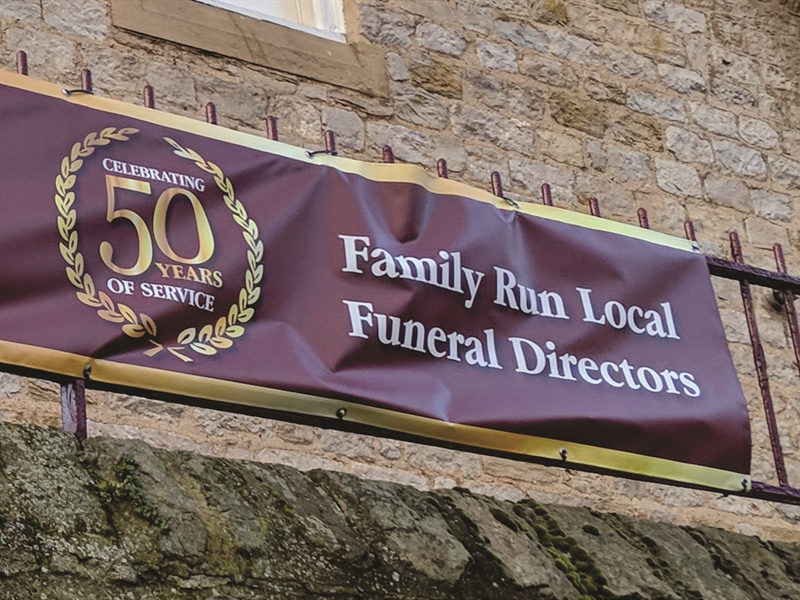 CELEBRATING
50
YEARS
OF SERVICE
Family Run Local
Funeral Directors